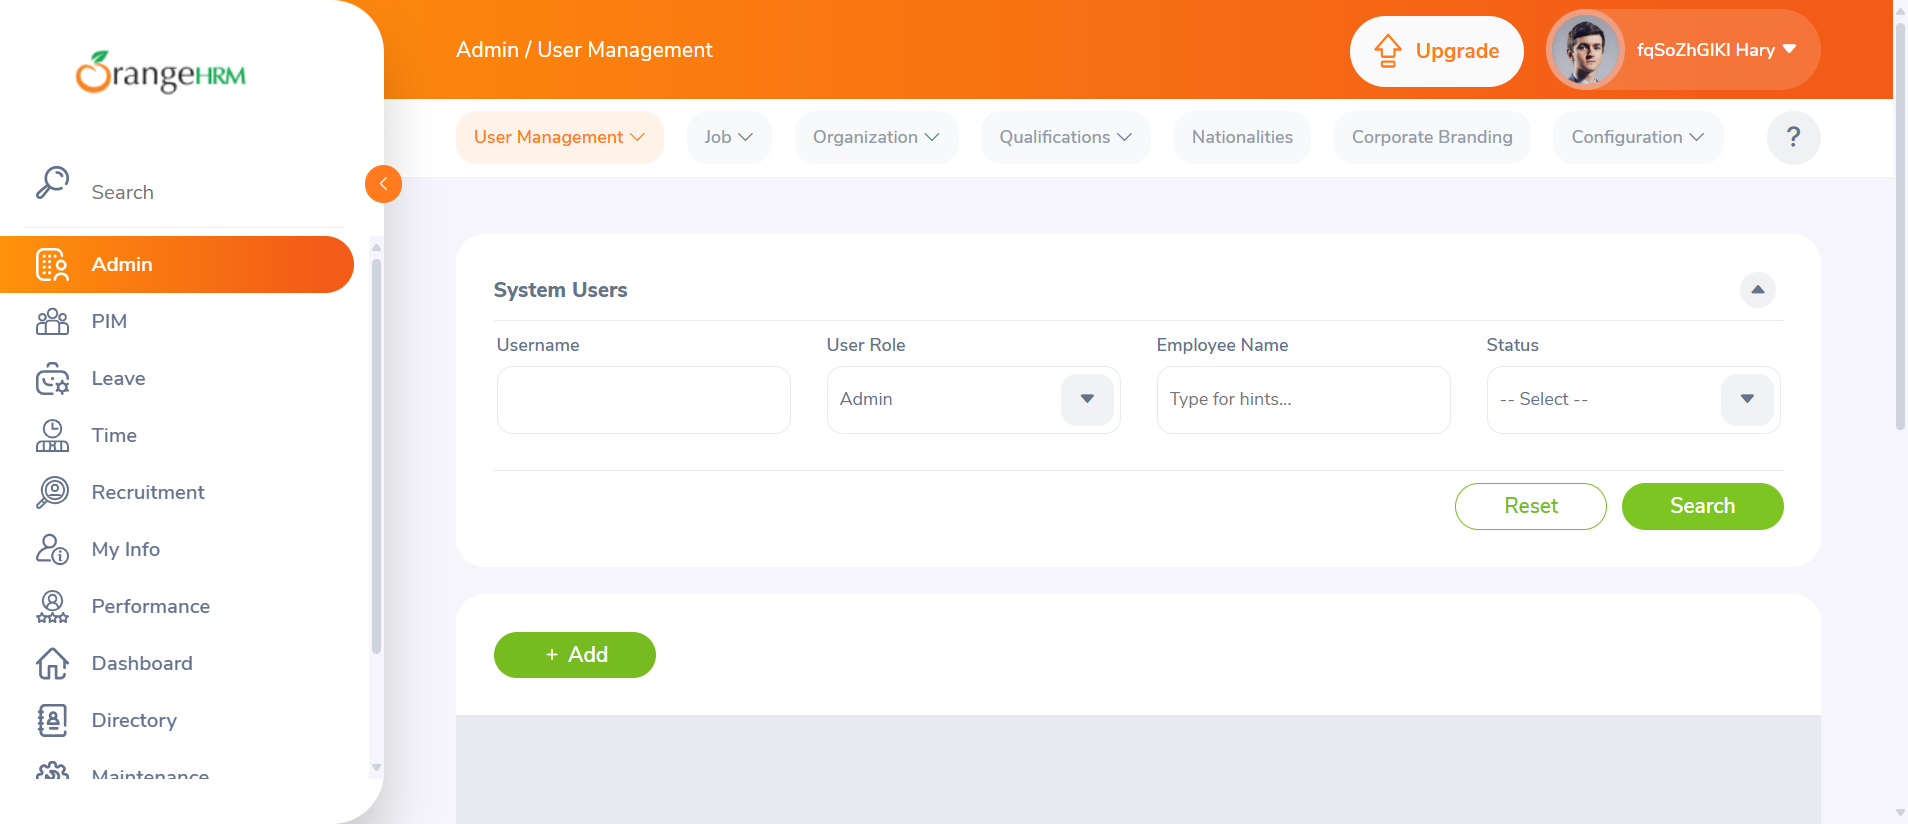 OrangeHRM
Admin / User Management
Upgrade
fqSoZhGlKl Hary
User Management
Job
Organization
Qualifications
Nationalities
Corporate Branding
Configuration
?
Search
Admin
PIM
Leave
Time
Recruitment
My Info
Performance
Dashboard
Directory
Maintenance
System Users
Username
User Role
Employee Name
Status
Admin
Type for hints...
-- Select --
Reset
Search
+ Add